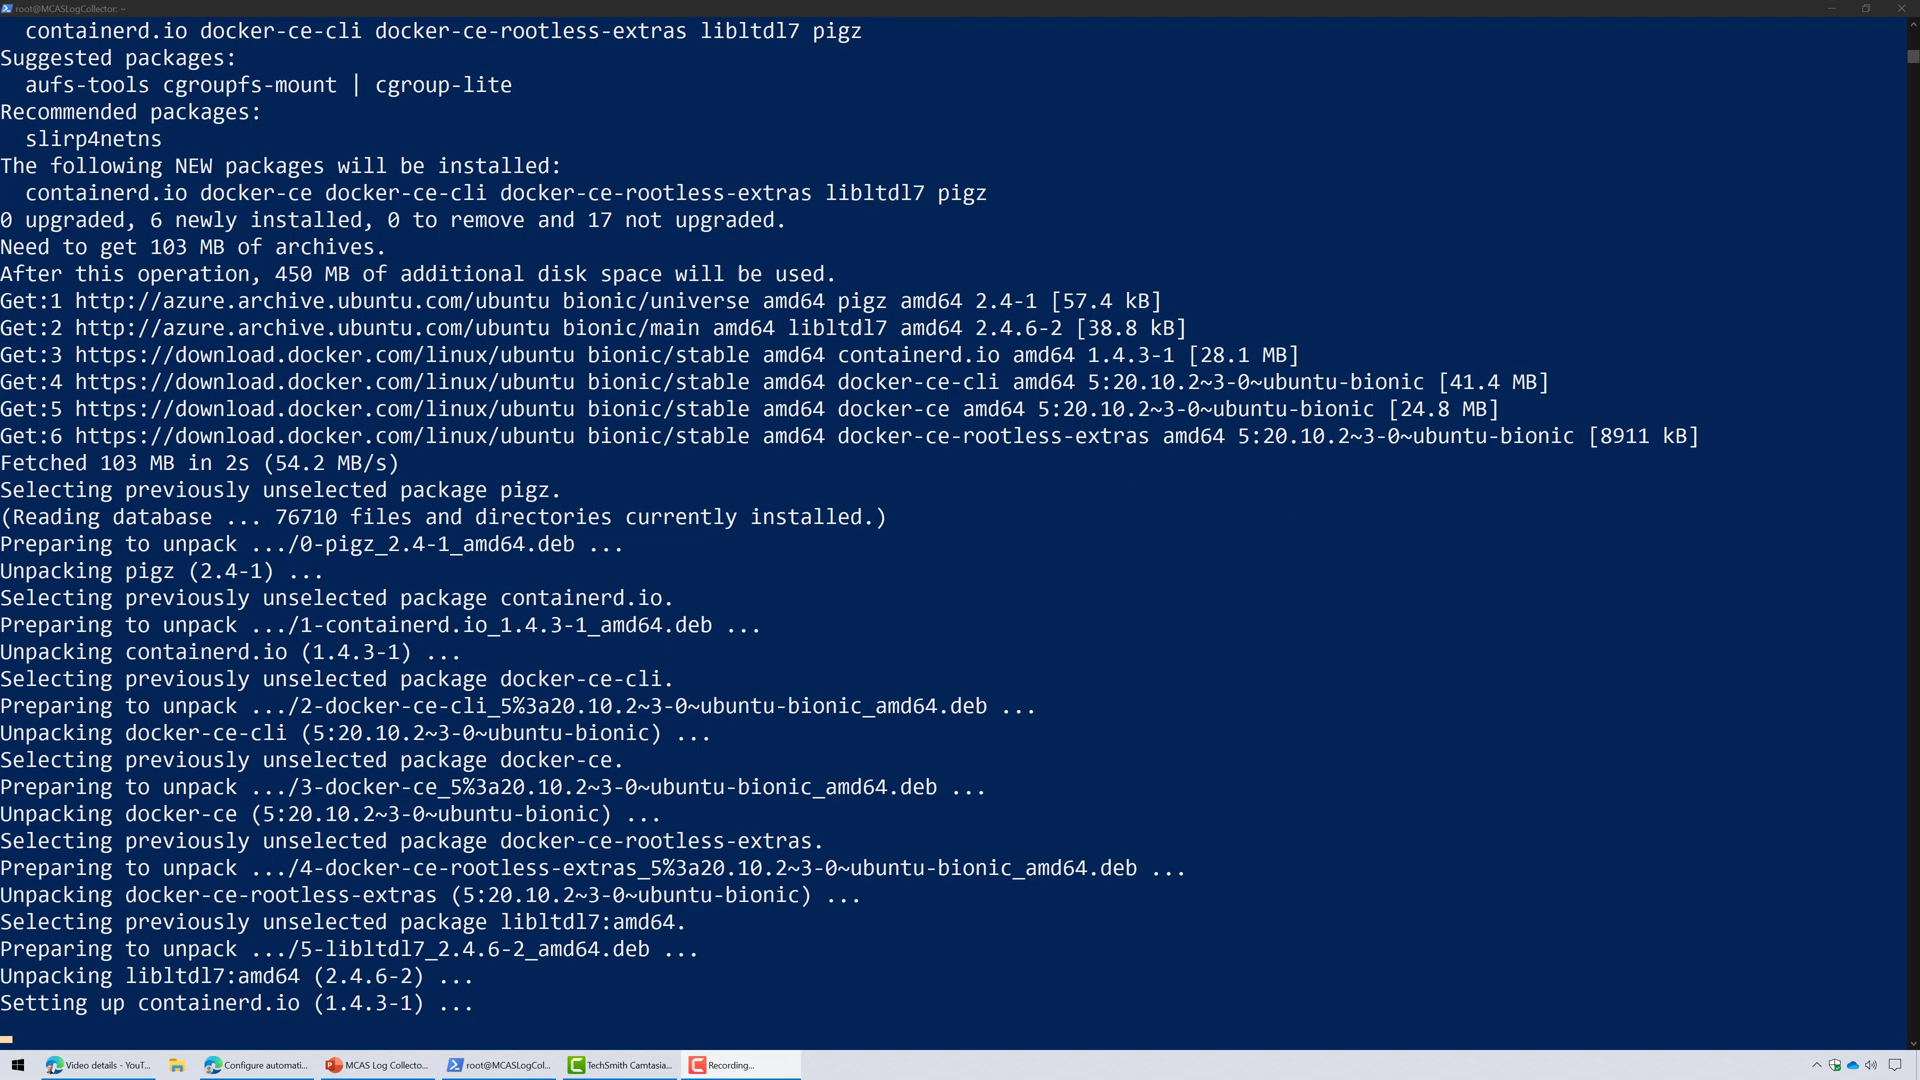 root@MCASLogCollector: ~
containerd.io docker-ce-cli docker-ce-rootless-extras libltdl7 pigz
Suggested packages:
aufs-tools cgroupfs-mount | cgroup-lite
Recommended packages:
slirp4netns
The following NEW packages will be installed:
containerd.io docker-ce docker-ce-cli docker-ce-rootless-extras libltdl7 pigz
0 upgraded, 6 newly installed, 0 to remove and 17 not upgraded.
Need to get 103 MB of archives.
After this operation, 450 MB of additional disk space will be used.
Get:1 http://azure.archive.ubuntu.com/ubuntu bionic/universe amd64 pigz amd64 2.4-1 [57.4 kB]
Get:2 http://azure.archive.ubuntu.com/ubuntu bionic/main amd64 libltdl7 amd64 2.4.6-2 [38.8 kB]
Get:3 https://download.docker.com/linux/ubuntu bionic/stable amd64 containerd.io amd64 1.4.3-1 [28.1 MB]
Get:4 https://download.docker.com/linux/ubuntu bionic/stable amd64 docker-ce-cli amd64 5:20.10.2~3-0~ubuntu-bionic [41.4 MB]
Get:5 https://download.docker.com/linux/ubuntu bionic/stable amd64 docker-ce amd64 5:20.10.2~3-0~ubuntu-bionic [24.8 MB]
Get:6 https://download.docker.com/linux/ubuntu bionic/stable amd64 docker-ce-rootless-extras amd64 5:20.10.2~3-0~ubuntu-bionic [8911 kB]
Fetched 103 MB in 2s (54.2 MB/s)
Selecting previously unselected package pigz.
(Reading database ... 76710 files and directories currently installed.)
Preparing to unpack .../0-pigz_2.4-1_amd64.deb ...
Unpacking pigz (2.4-1) ...
Selecting previously unselected package containerd.io.
Preparing to unpack .../1-containerd.io_1.4.3-1_amd64.deb ...
Unpacking containerd.io (1.4.3-1) ...
Selecting previously unselected package docker-ce-cli.
Preparing to unpack .../2-docker-ce-cli_5%3a20.10.2~3-0~ubuntu-bionic_amd64.deb ...
Unpacking docker-ce-cli (5:20.10.2~3-0~ubuntu-bionic) ...
Selecting previously unselected package docker-ce.
Preparing to unpack .../3-docker-ce_5%3a20.10.2~3-0~ubuntu-bionic_amd64.deb ...
Unpacking docker-ce (5:20.10.2~3-0~ubuntu-bionic) ...
Selecting previously unselected package docker-ce-rootless-extras.
Preparing to unpack .../4-docker-ce-rootless-extras_5%3a20.10.2~3-0~ubuntu-bionic_amd64.deb ...
Unpacking docker-ce-rootless-extras (5:20.10.2~3-0~ubuntu-bionic) ...
Selecting previously unselected package libltdl7:amd64.
Preparing to unpack .../5-libltdl7_2.4.6-2_amd64.deb ...
Unpacking libltdl7:amd64 (2.4.6-2) ...
Setting up containerd.io (1.4.3-1) ...
Video details - YouT... Configure automati... MCAS Log Collecto... root@MCASLogCol... TechSmith Camtasia... Recording...